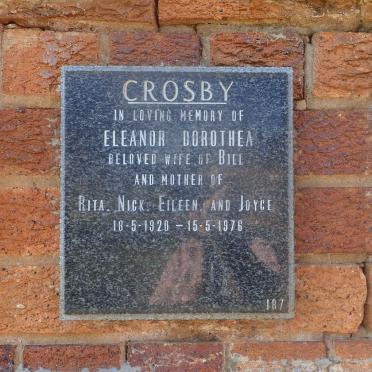 CROSBY
IN LOVING MEMORY OF
ELEANOR DOROTHEA
BELOVED WIFE OF BILL
AND MOTHER OF
RITA, NICK, EILEEN, AND JOYCE
18-5-1920 – 15-5-1976
187